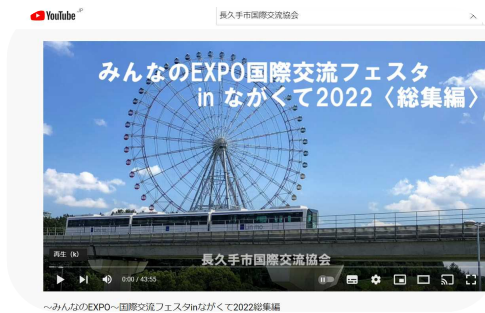 YouTube JP
長久手市国際交流協会
みんなのEXPO国際交流フェスタ
in ながくて2022〈総集編〉
再生 (k)
長久手市国際交流協会
0:00 / 43:55
～みんなのEXPO～国際交流フェスタinながくて2022総集編